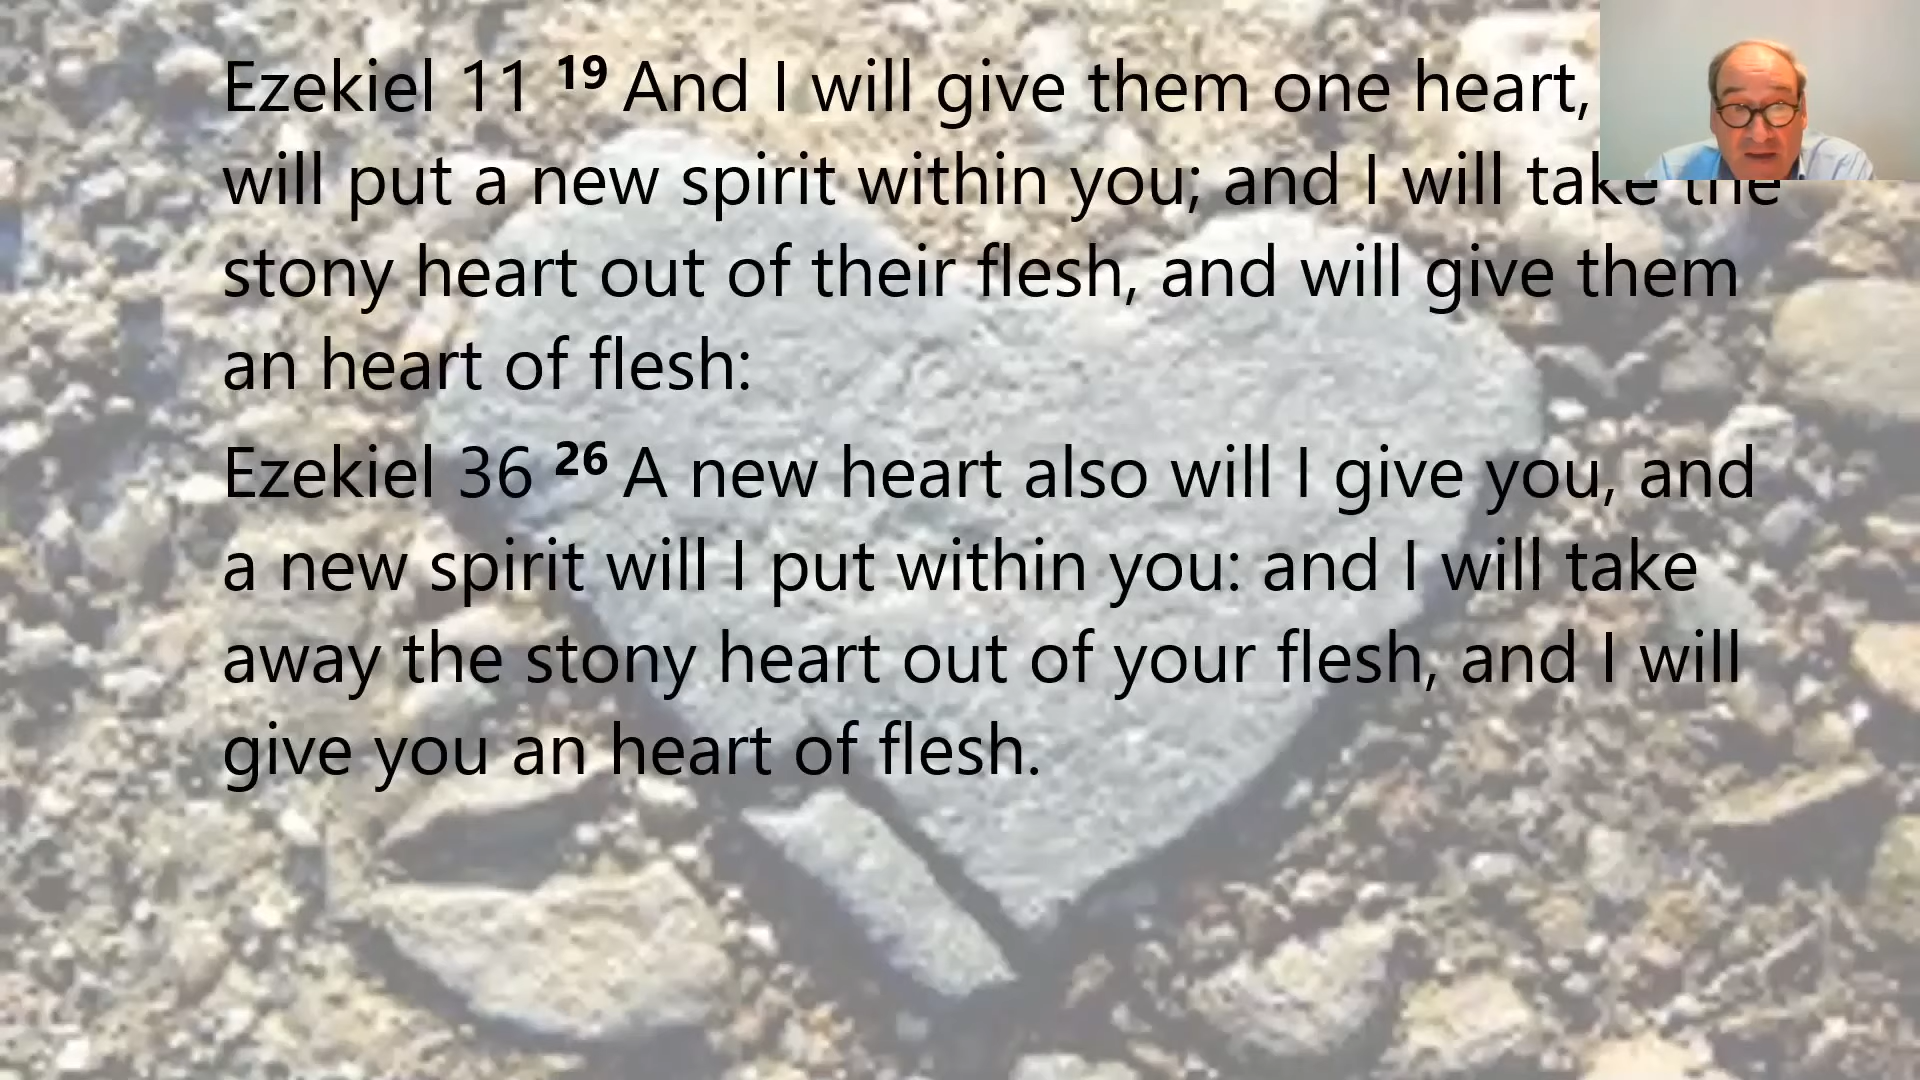 Ezekiel 11 19 And I will give them one heart,
will put a new spirit within you; and I will take the
stony heart out of their flesh, and will give them
an heart of flesh:
Ezekiel 36 26 A new heart also will I give you, and
a new spirit will I put within you: and I will take
away the stony heart out of your flesh, and I will
give you an heart of flesh.